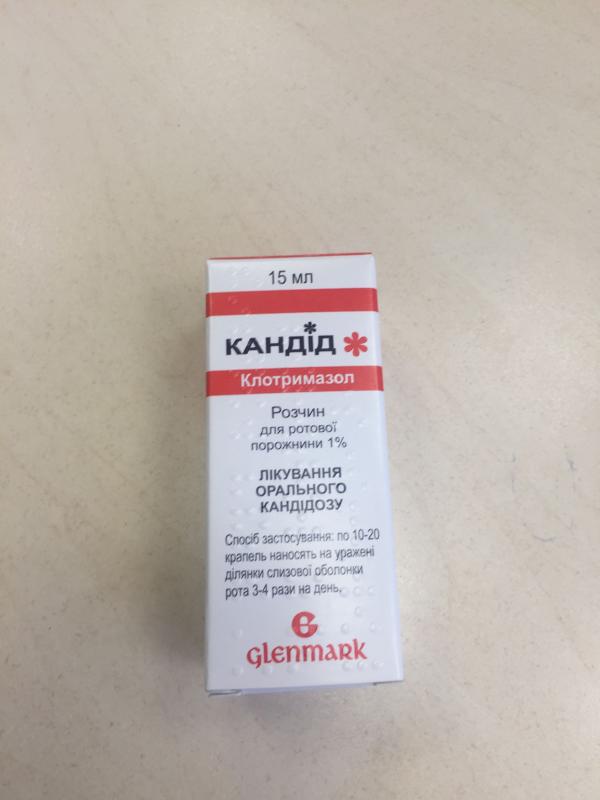 15 мл
КАНДІД
Клотримазол
Розчин
для ротової
порожнини 1%
ЛІКУВАННЯ
ОРАЛЬНОГО
КАНДІДОЗУ
Спосіб застосування: по 10-20
крапель наносять на уражені
ділянки слизової оболонки
рота 3-4 рази на день.
Glenmark